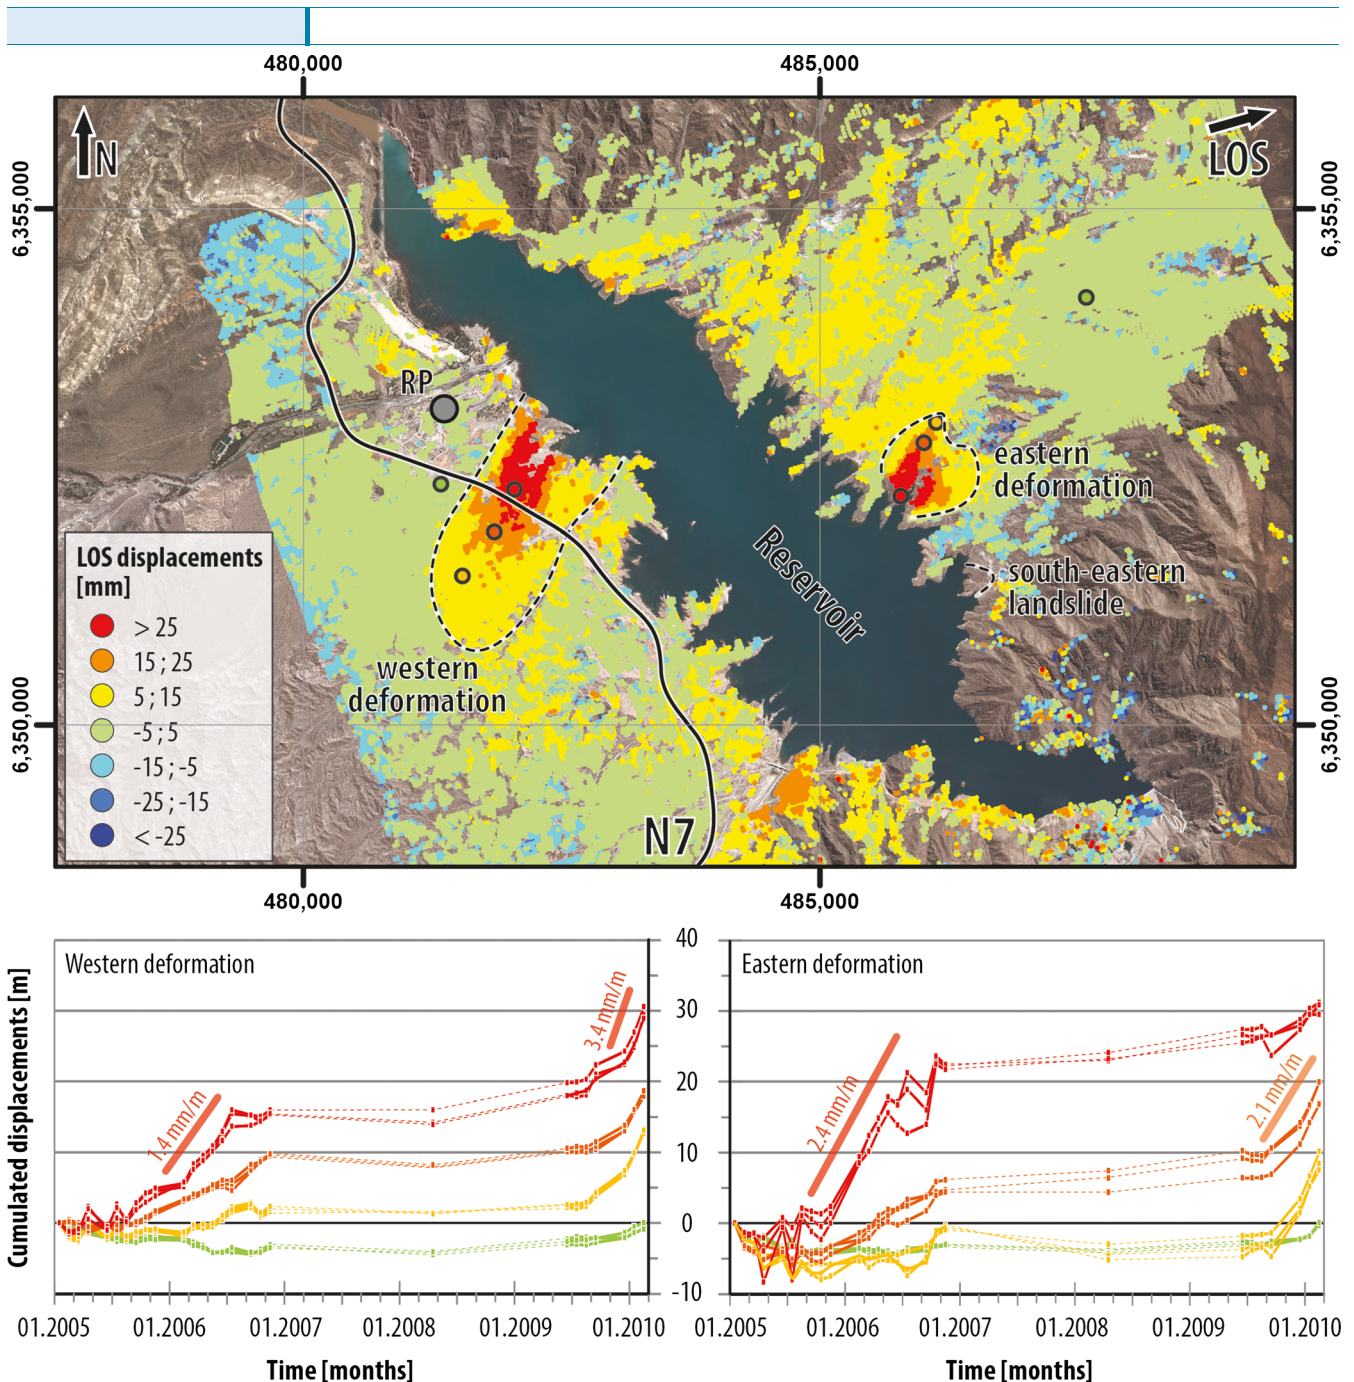 480,000
485,000
N
LOS
6,355,000
6,355,000
RP
eastern
deformation
Reservoir
south-eastern
landslide
LOS displacements
[mm]
> 25
15 ; 25
5 ; 15
-5 ; 5
-15 ; -5
-25 ; -15
< -25
western
deformation
6,350,000
6,350,000
N7
480,000
485,000
Cumulated displacements [m]
Western deformation
1.4 mm/m
3.4 mm/m
40
30
20
10
0
-10
Eastern deformation
2.4 mm/m
2.1 mm/m
01.2005
01.2006
01.2007
01.2008
01.2009
01.2010
01.2005
01.2006
01.2007
01.2008
01.2009
01.2010
Time [months]
Time [months]